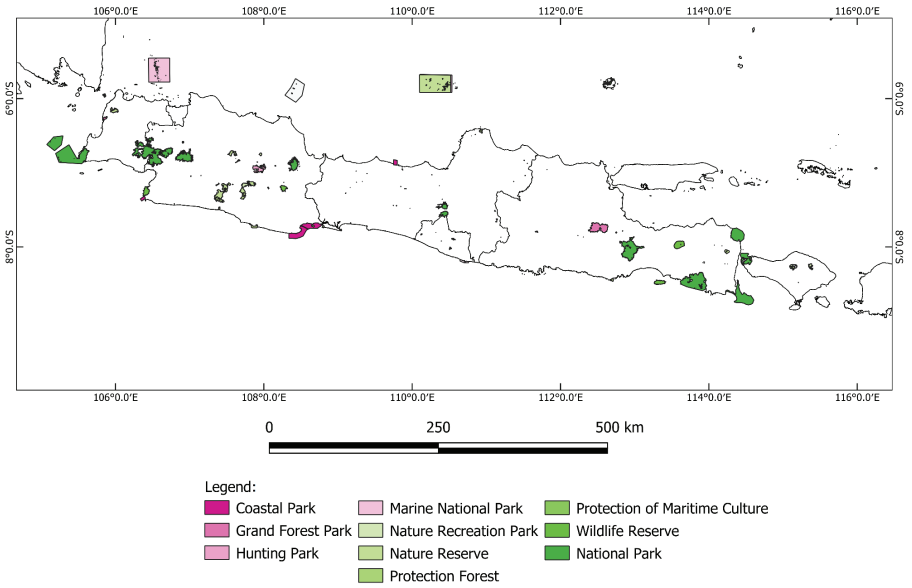 106°0.0'E 108°0.0'E 110°0.0'E 112°0.0'E 114°0.0'E 116°0.0'E
6°0.0'S 6°0.0'S
8°0.0'S 8°0.0'S
106°0.0'E 108°0.0'E 110°0.0'E 112°0.0'E 114°0.0'E 116°0.0'E
0 250 500 km
Legend:
Coastal Park Marine National Park Protection of Maritime Culture
Grand Forest Park Nature Recreation Park Wildlife Reserve
Hunting Park Nature Reserve National Park
Protection Forest